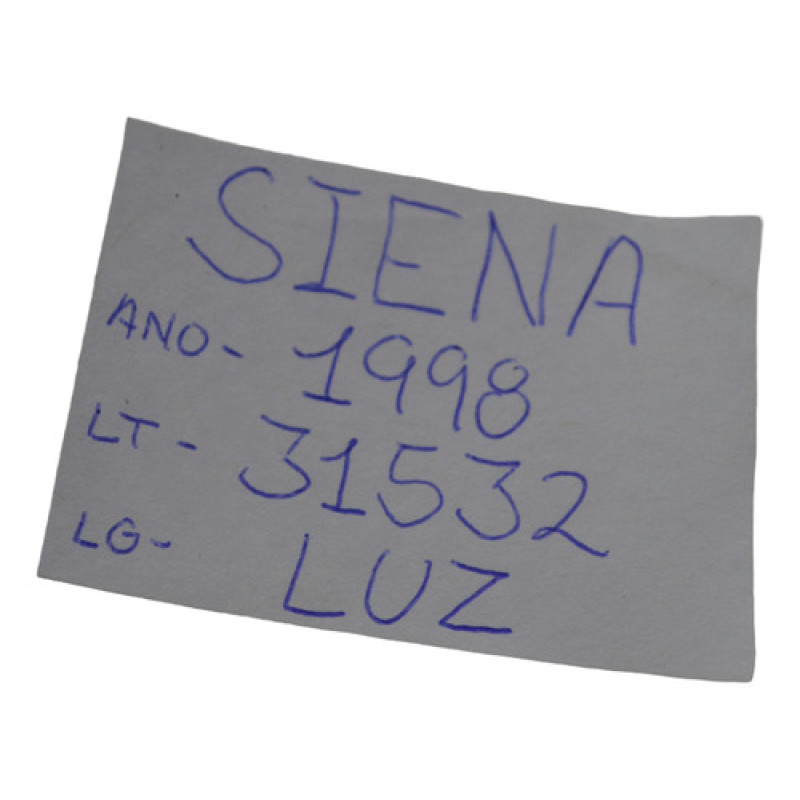 SIENA
ANO- 1998
LT- 31532
LG- LUZ